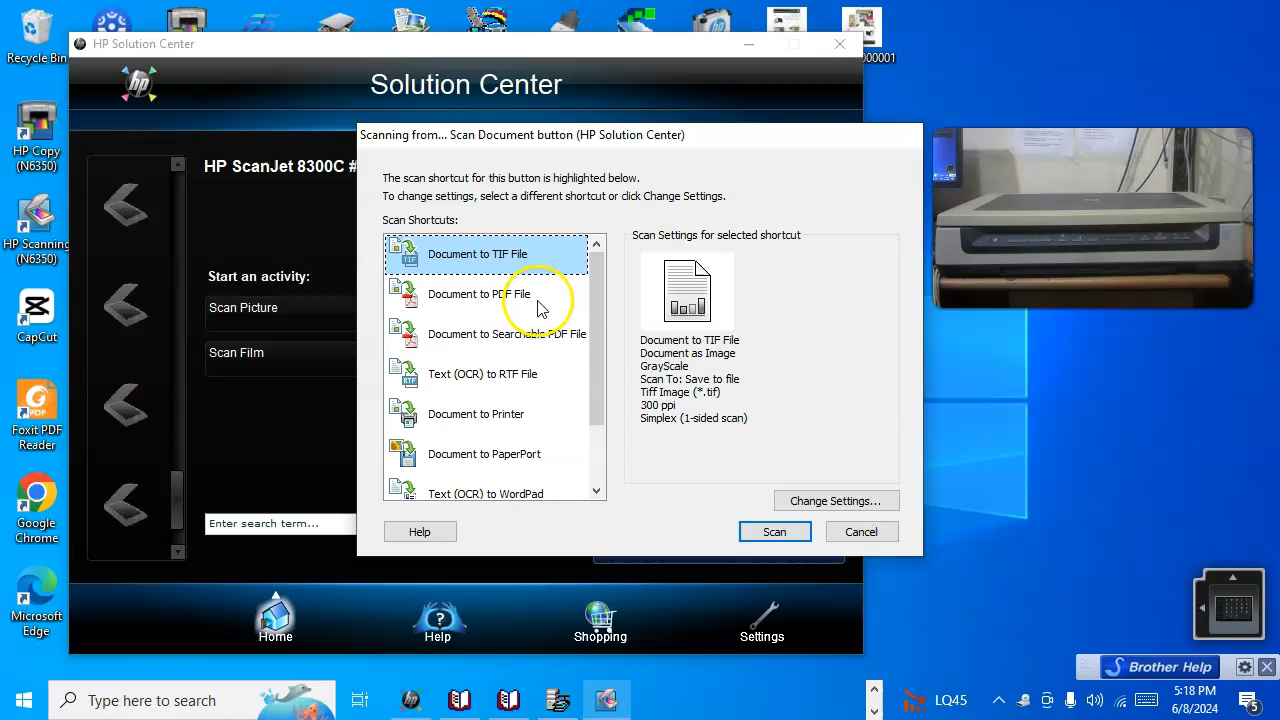 Recycle Bin
HP Copy
(N6350)
HP Scanning
(N6350)
CapCut
Foxit PDF
Reader
Google
Chrome
Microsoft
Edge
HP Solution Center
hp
Solution Center
HP ScanJet 8300C #
Start an activity:
Scan Picture
Scan Film
Enter search term...
Home
Help
Shopping
Settings
Scanning from... Scan Document button (HP Solution Center)
The scan shortcut for this button is highlighted below.
To change settings, select a different shortcut or click Change Settings.
Scan Shortcuts:
Document to TIF File
Document to PDF File
Document to Searchable PDF File
Text (OCR) to RTF File
Document to Printer
Document to PaperPort
Text (OCR) to WordPad
Scan Settings for selected shortcut
Document to TIF File
Document as Image
GrayScale
Scan To: Save to file
Tiff Image (*.tif)
300 ppi
Simplex (1-sided scan)
Change Settings...
Help
Scan
Cancel
Brother Help
Type here to search
LQ45
5:18 PM
6/8/2024
5